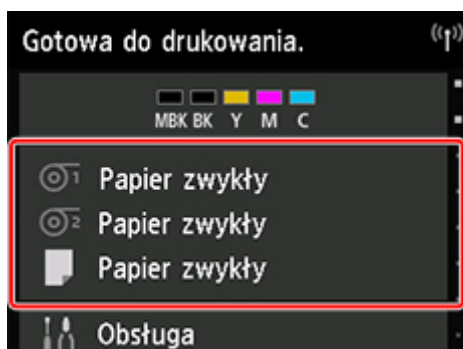 Gotowa do drukowania.
MBK BK Y M C
1 Papier zwykły
2 Papier zwykły
Papier zwykły
Obsługa